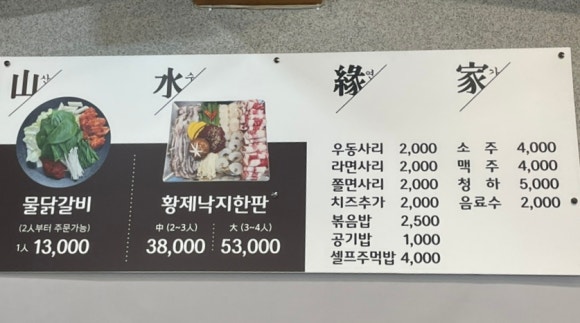 山 산
水 수
緣 연
家 가
물닭갈비
(2人부터 주문가능)
1人 13,000
황제낙지한판
中 (2~3人) 大 (3~4人)
38,000 53,000
우동사리 2,000
라면사리 2,000
쫄면사리 2,000
치즈추가 2,000
볶음밥 2,500
공기밥 1,000
셀프주먹밥 4,000
소 주 4,000
맥 주 4,000
청 하 5,000
음료수 2,000